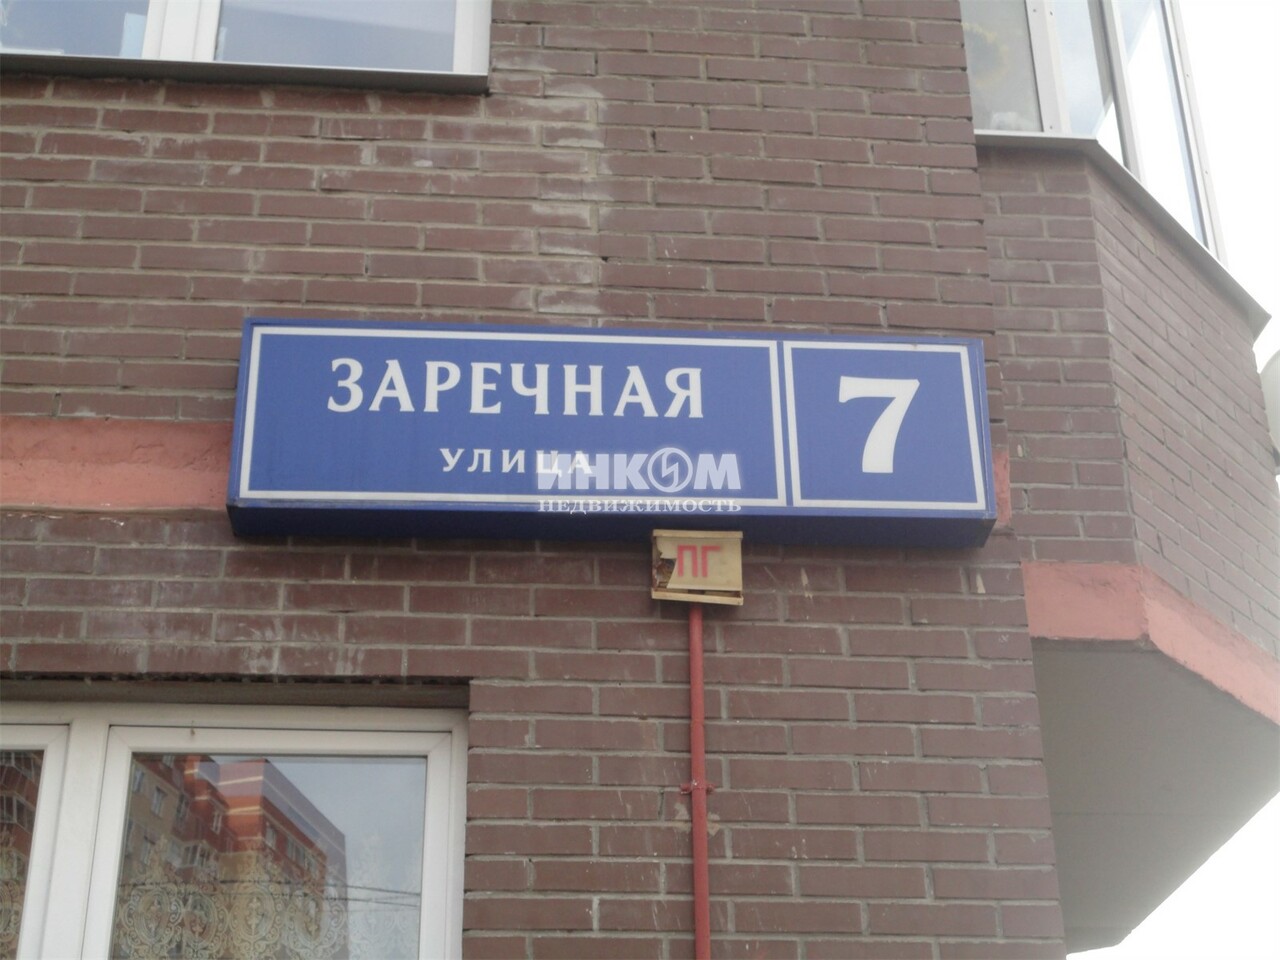 ЗАРЕЧНАЯ
УЛИЦА
7
ИНКОМ
НЕДВИЖИМОСТЬ
ПГ